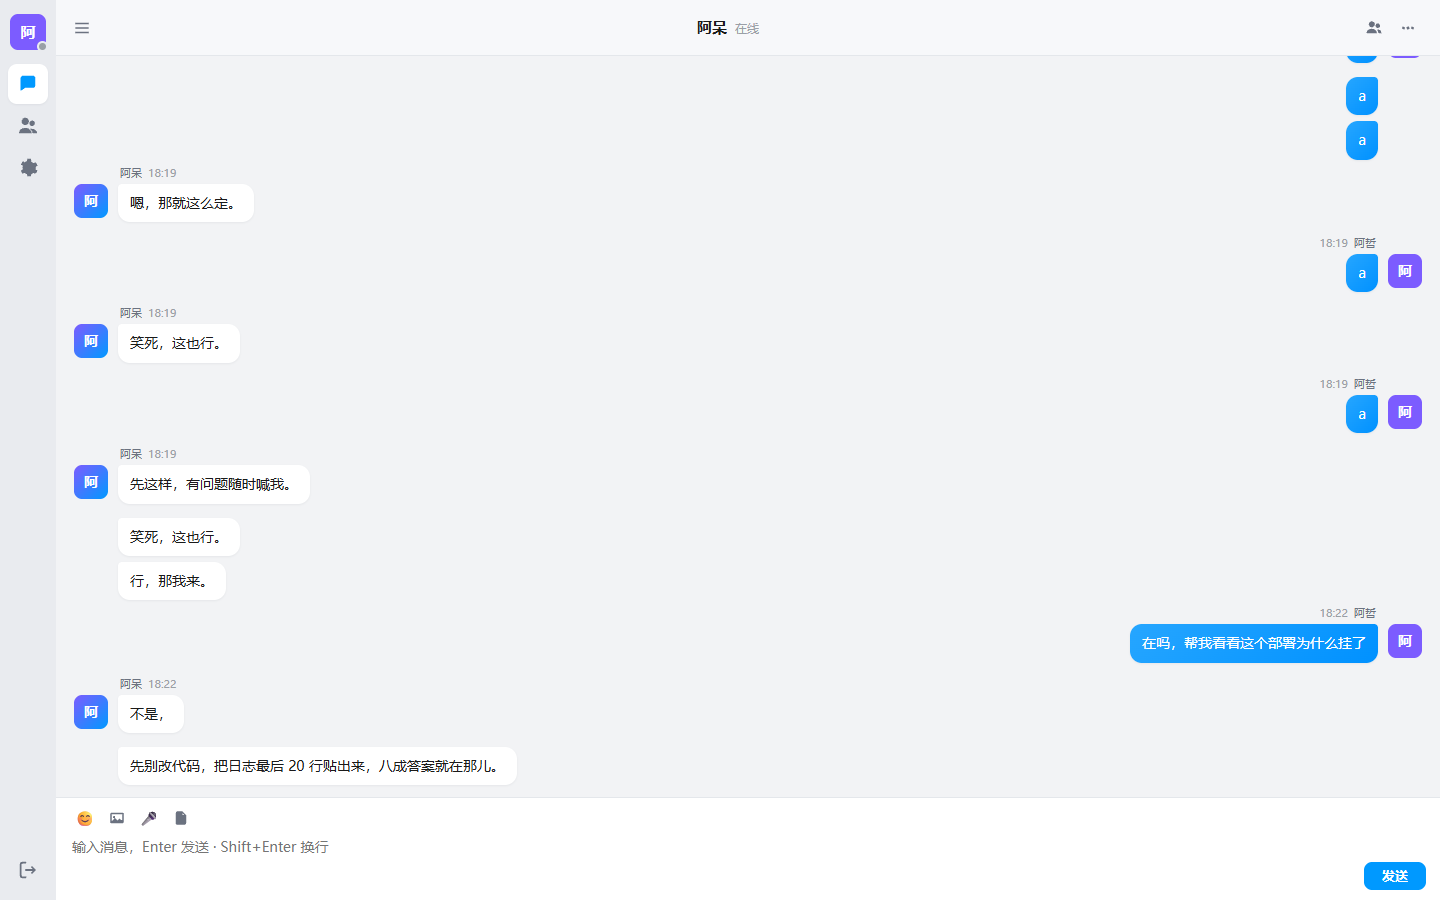 阿
阿呆 在线
a
a
阿呆 18:19
阿
嗯，那就这么定。
18:19 阿哲
a
阿
阿呆 18:19
阿
笑死，这也行。
18:19 阿哲
a
阿
阿呆 18:19
阿
先这样，有问题随时喊我。
笑死，这也行。
行，那我来。
18:22 阿哲
在吗，帮我看看这个部署为什么挂了
阿
阿呆 18:22
阿
不是，
先别改代码，把日志最后 20 行贴出来，八成答案就在那儿。
输入消息，Enter 发送 · Shift+Enter 换行
发送